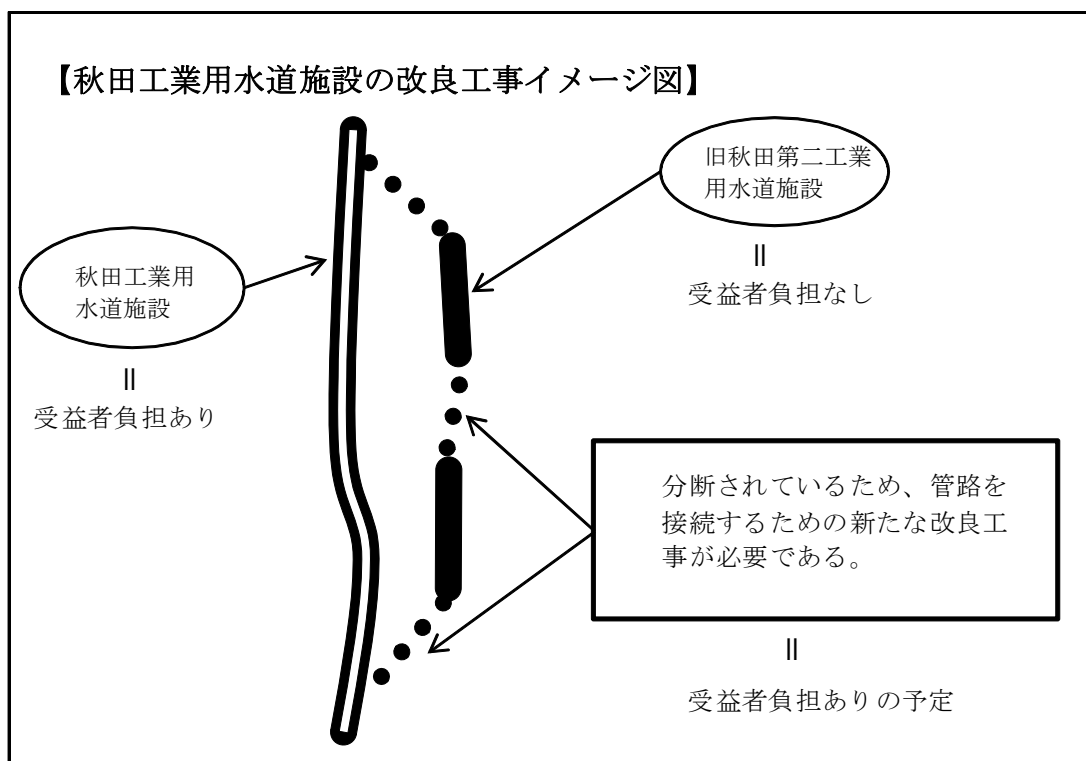 【秋田工業用水道施設の改良工事イメージ図】
旧秋田第二工業
用水道施設
||
受益者負担なし
秋田工業用
水道施設
||
受益者負担あり
分断されているため、管路を
接続するための新たな改良工
事が必要である。
||
受益者負担ありの予定